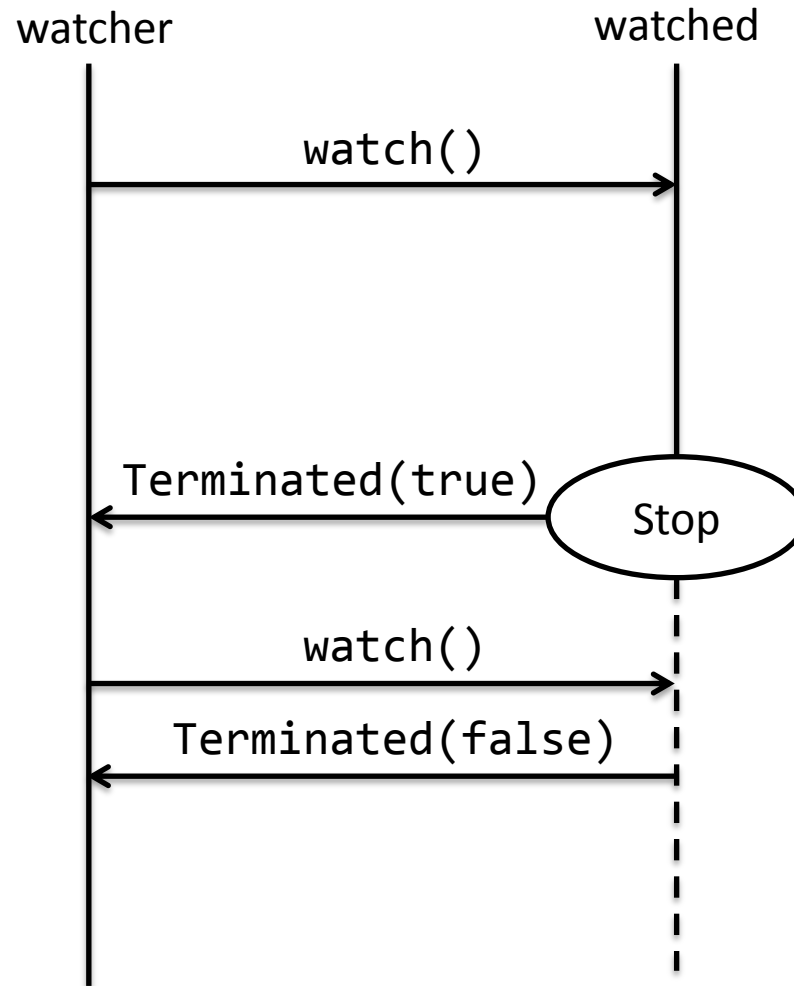 watcher
watched
watch()
Terminated(true)
Stop
watch()
Terminated(false)